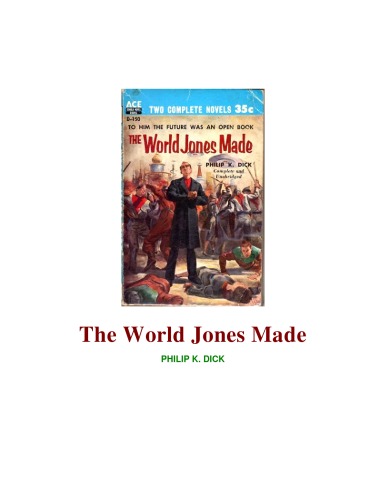 ACE
TWO COMPLETE NOVELS 35c
D-150
TO HIM THE FUTURE WAS AN OPEN BOOK
THE World Jones Made
PHILIP K. DICK
Complete and
Unabridged
The World Jones Made
PHILIP K. DICK